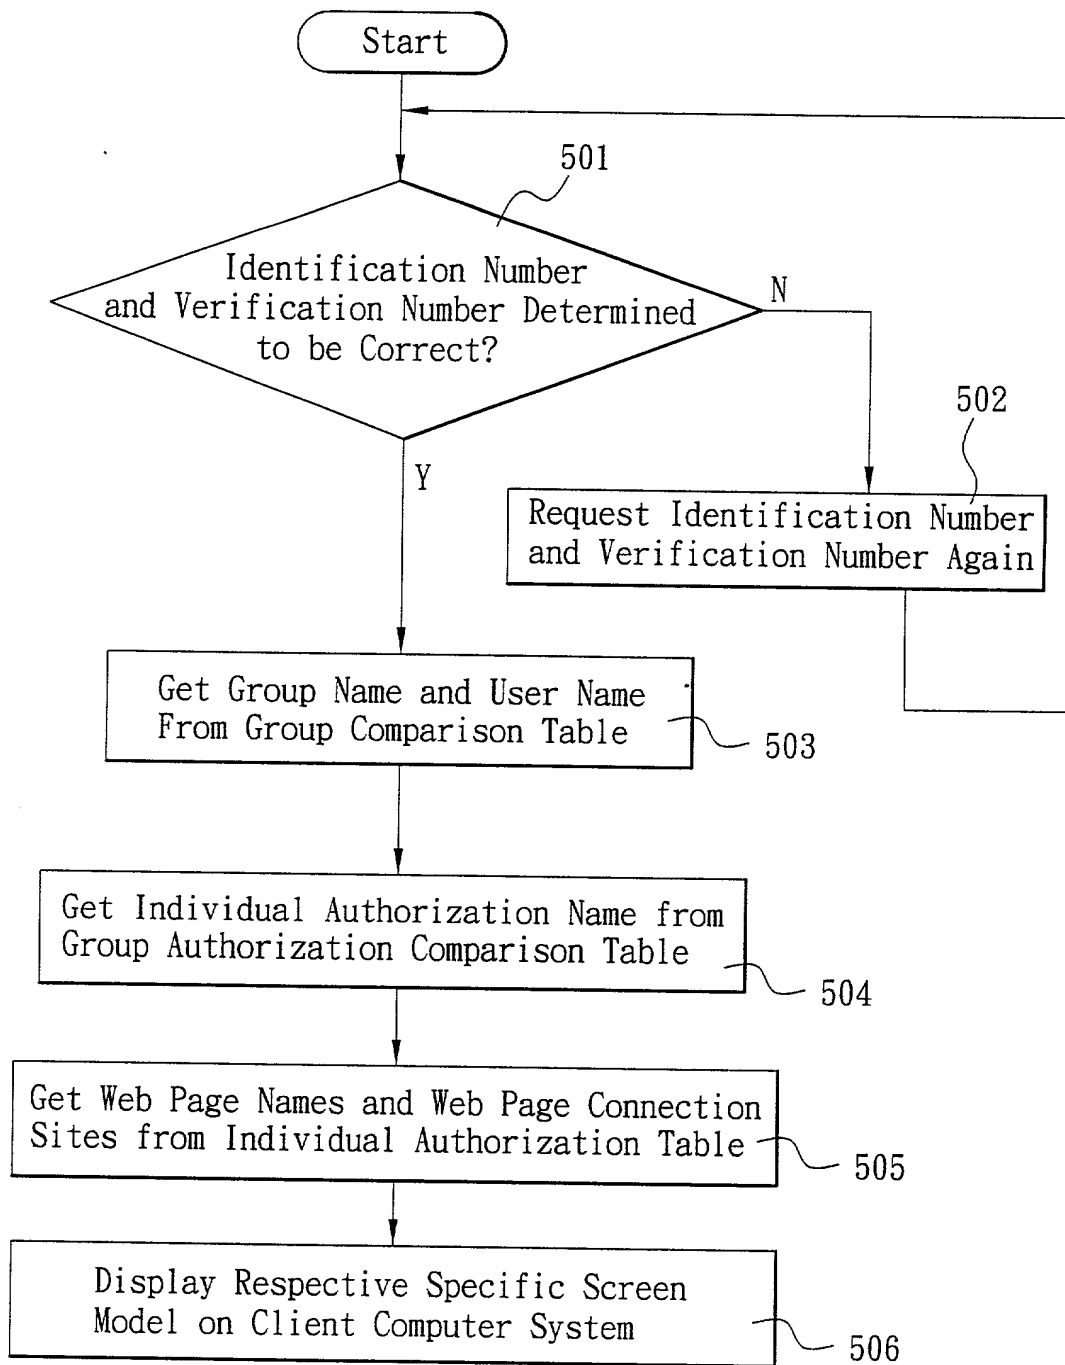 Start
501
Identification Number
and Verification Number Determined
to be Correct?
N
Y
502
Request Identification Number
and Verification Number Again
Get Group Name and User Name
From Group Comparison Table
503
Get Individual Authorization Name from
Group Authorization Comparison Table
504
Get Web Page Names and Web Page Connection
Sites from Individual Authorization Table
505
Display Respective Specific Screen
Model on Client Computer System
506